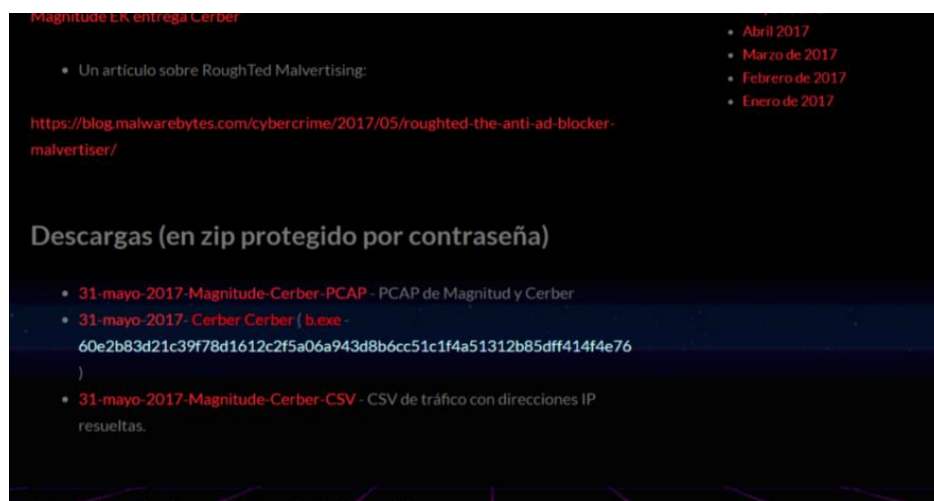 Magnitude EK entrega Cerber
• Un artículo sobre RoughTed Malvertising:
https://blog.malwarebytes.com/cybercrime/2017/05/roughted-the-anti-ad-blocker-
malvertiser/
Descargas (en zip protegido por contraseña)
• 31-mayo-2017-Magnitude-Cerber-PCAP - PCAP de Magnitud y Cerber
• 31-mayo-2017- Cerber Cerber ( b.exe -
60e2b83d21c39f78d1612c2f5a06a943d8b6cc51c1f4a51312b85dff414f4e76
)
• 31-mayo-2017-Magnitude-Cerber-CSV - CSV de tráfico con direcciones IP
resueltas.
• Abril 2017
• Marzo de 2017
• Febrero de 2017
• Enero de 2017